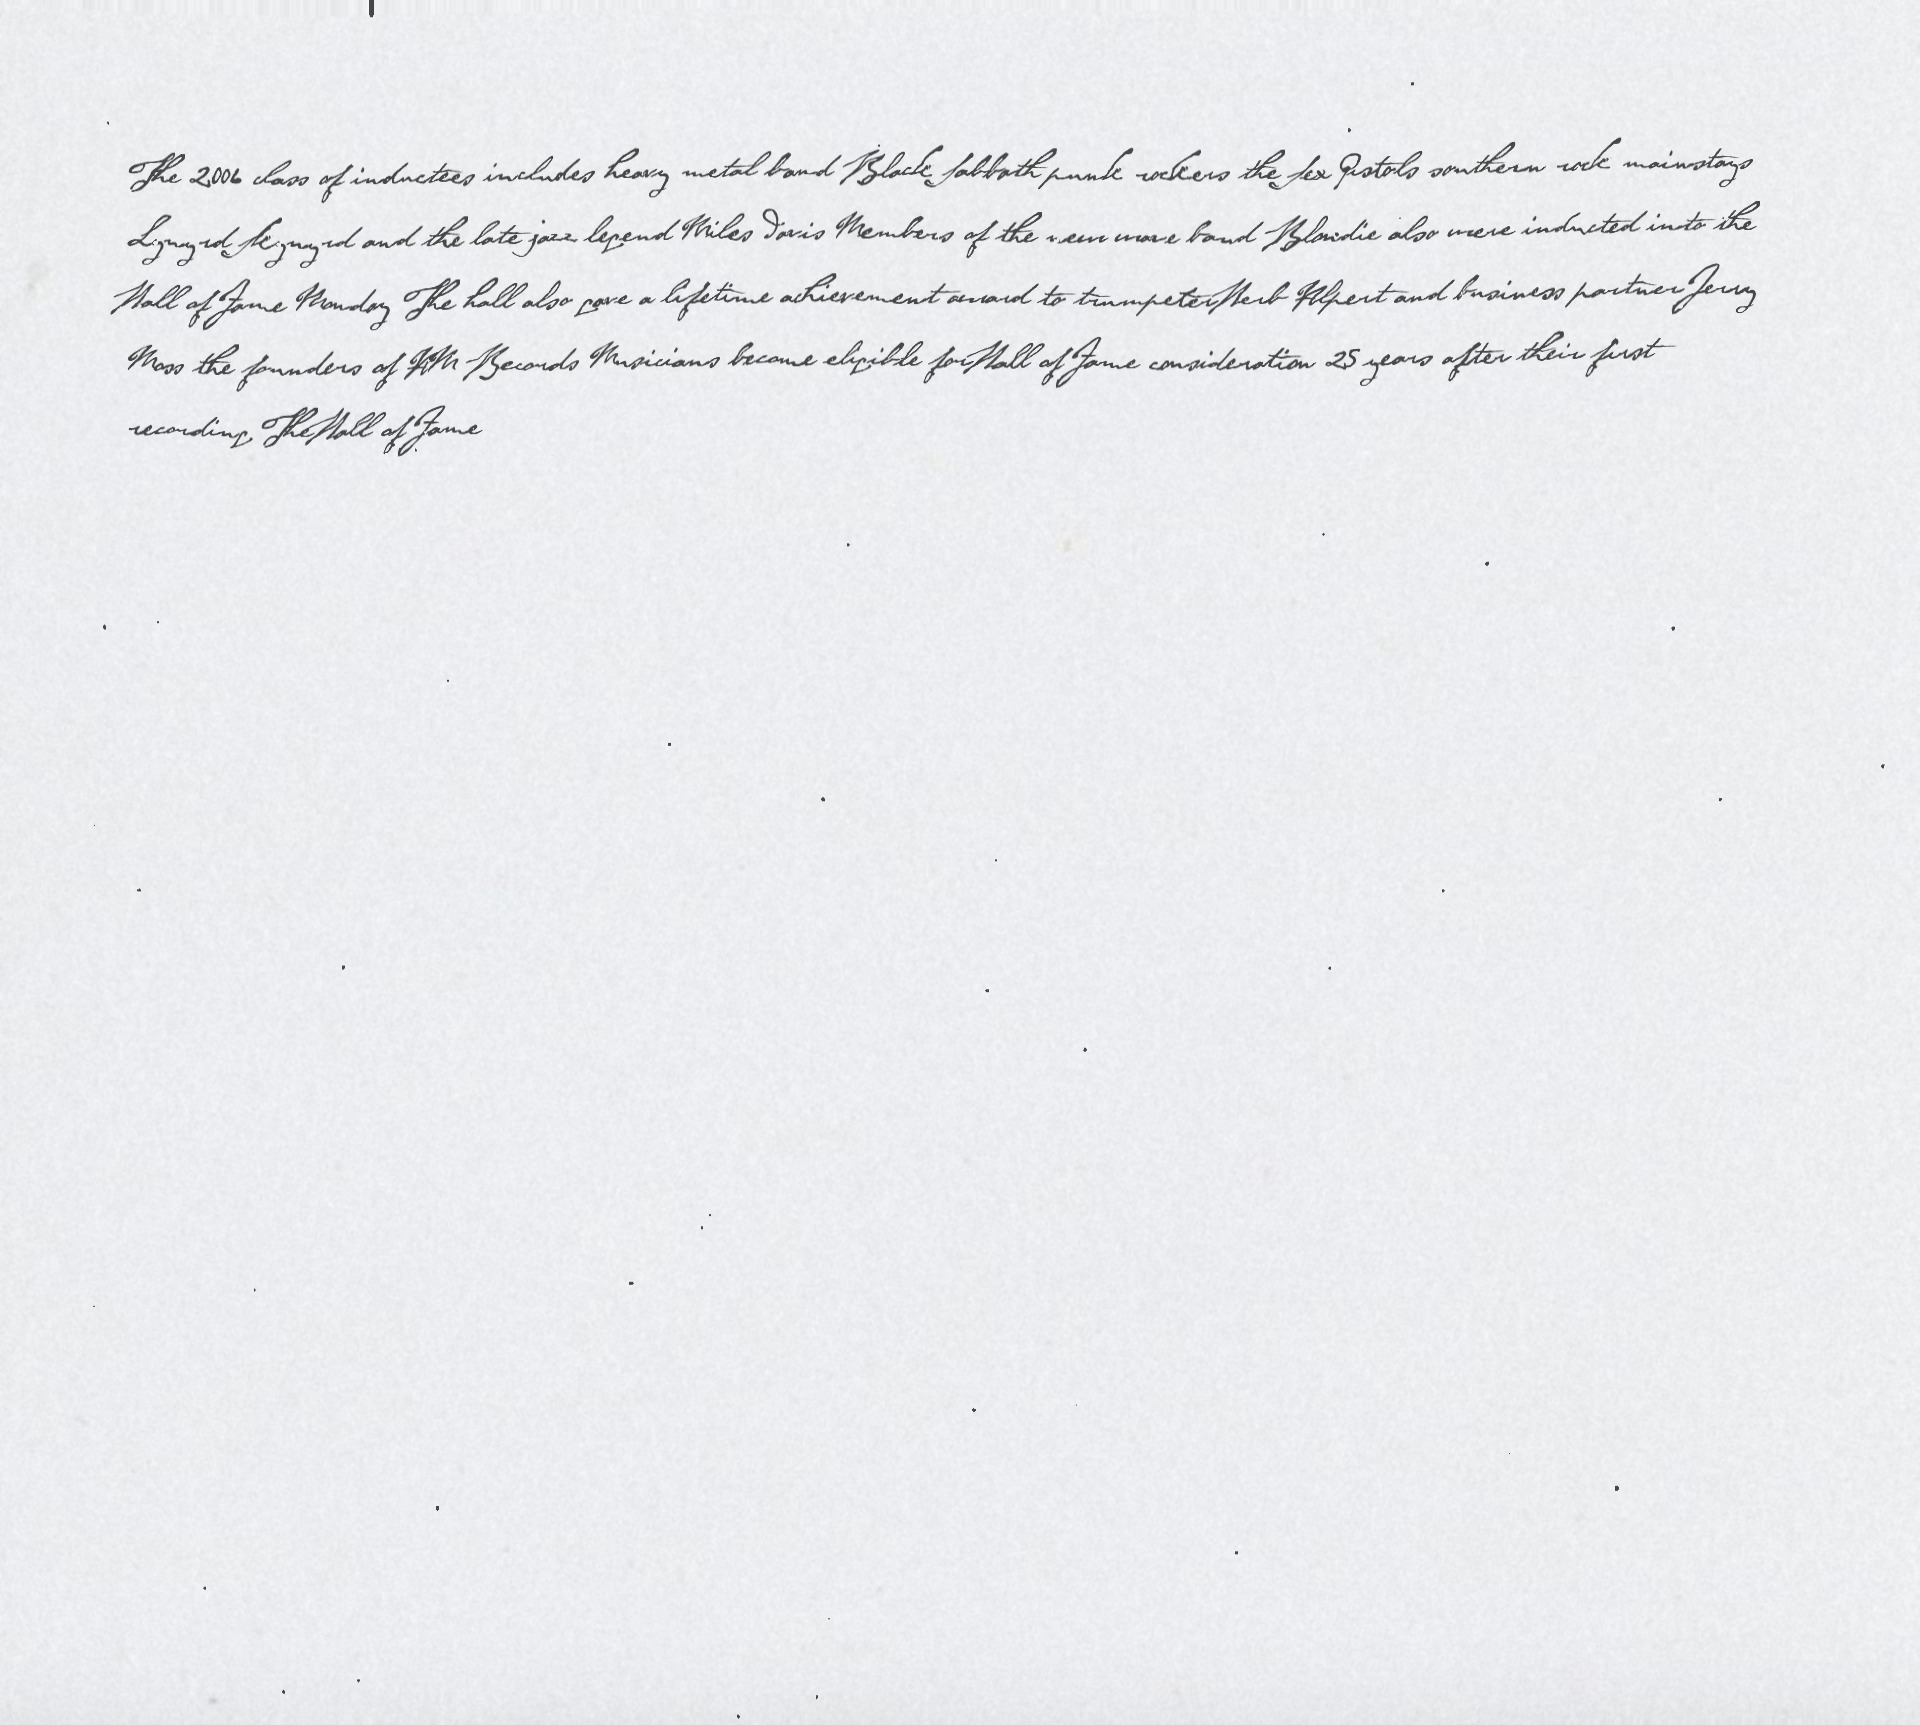 The 2006 class of inductees includes heavy metal band Black Sabbath punk rockers the Sex Pistols southern rock mainstays
Lynyrd Skynyrd and the late jazz legend Miles Davis Members of the new wave band Blondie also were inducted into the
Hall of Fame Monday The hall also gave a lifetime achievement award to trumpeter Herb Alpert and business partner Jerry
Moss the founders of AM Records Musicians become eligible for Hall of Fame consideration 25 years after their first
recording The Hall of Fame